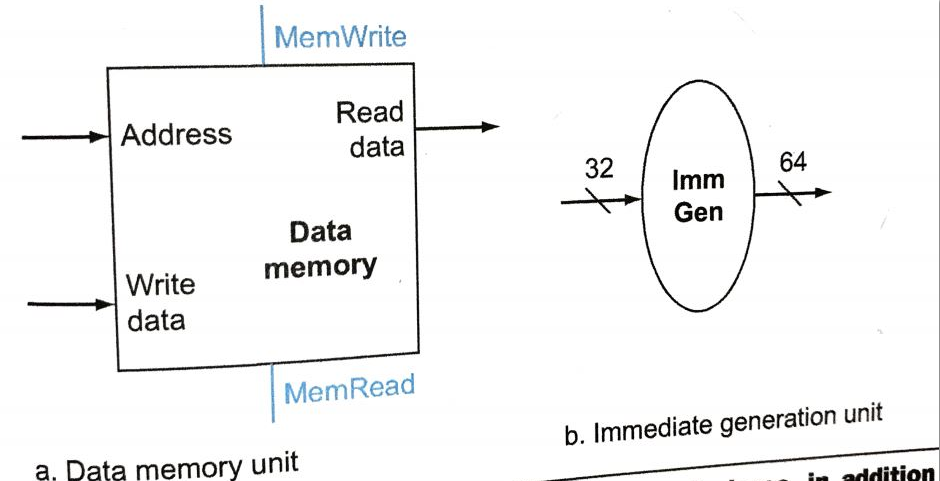 MemWrite
Address
Read
data
Data
memory
Write
data
MemRead
a. Data memory unit
32
Imm
Gen
64
b. Immediate generation unit
in addition